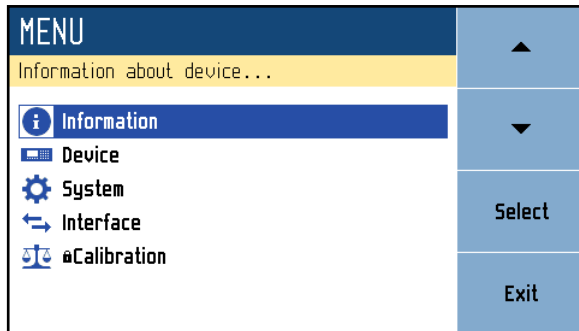 MENU
Information about device...
Information
Device
System
Interface
Calibration
Select
Exit